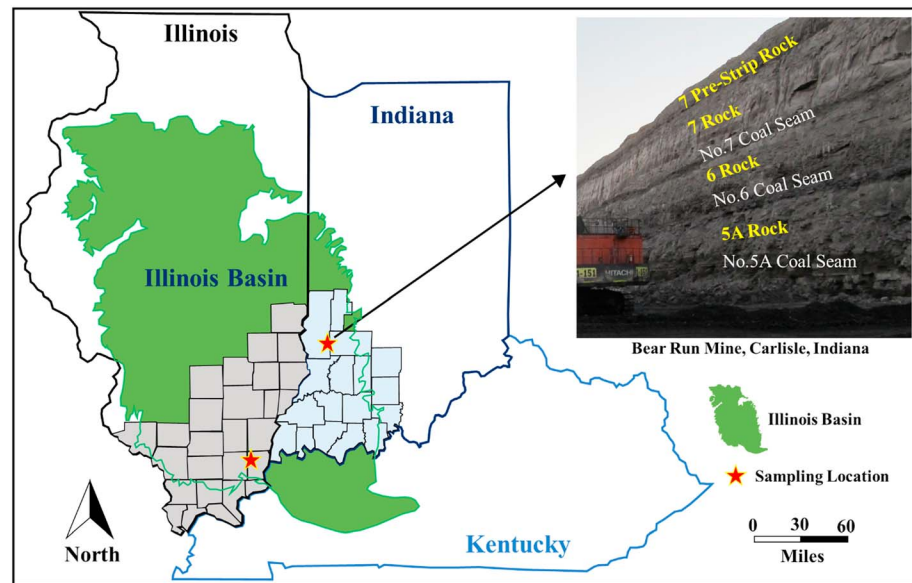 Illinois
Indiana
Illinois Basin
Kentucky
North
7 Pre-Strip Rock
7 Rock
No.7 Coal Seam
6 Rock
No.6 Coal Seam
5A Rock
No.5A Coal Seam
HITACHI
Bear Run Mine, Carlisle, Indiana
Illinois Basin
Sampling Location
0 30 60
Miles